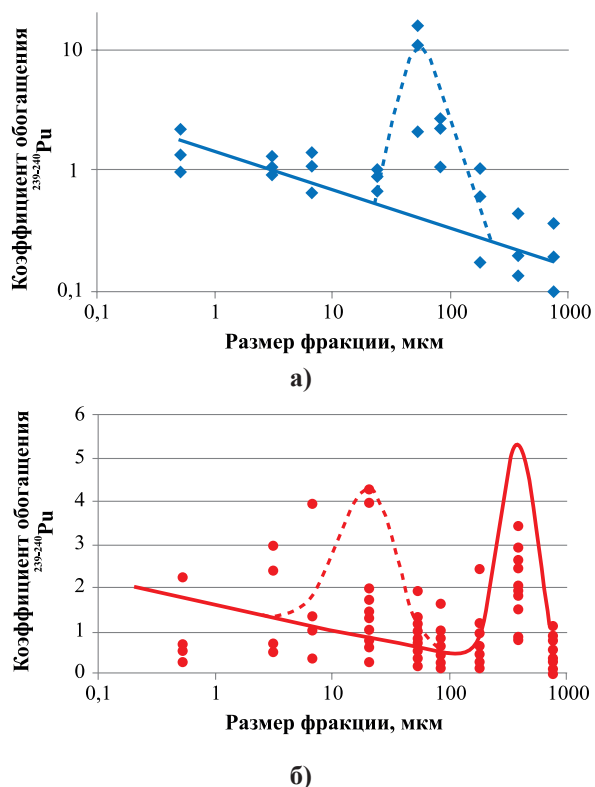 Коэффициент обогащения
239-240Pu
10
1
0,1
0,1
1
10
100
1000
Размер фракции, мкм
а)
Коэффициент обогащения
239-240Pu
6
5
4
3
2
1
0
0,1
1
10
100
1000
Размер фракции, мкм
б)